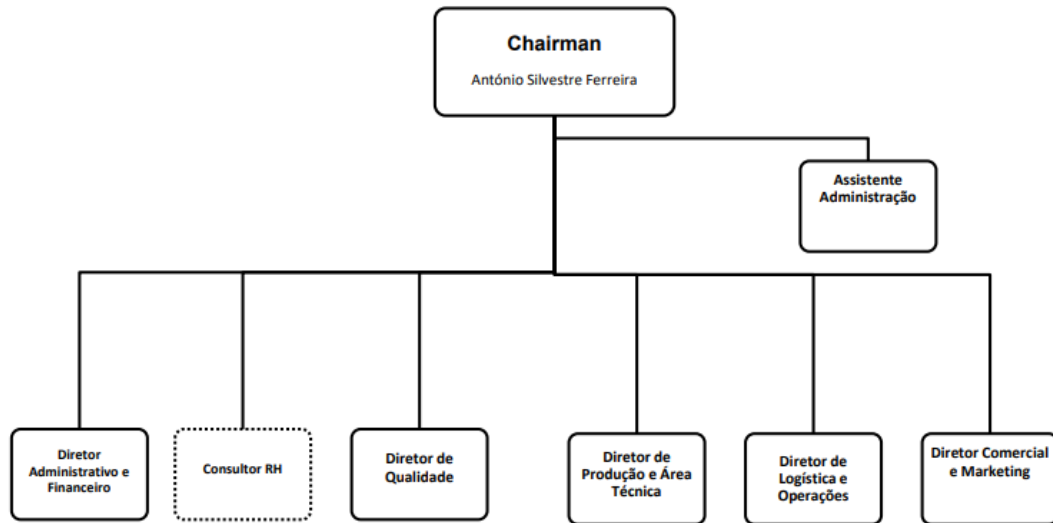 Chairman
António Silvestre Ferreira
Assistente
Administração
Diretor
Administrativo e
Financeiro
Consultor RH
Diretor de
Qualidade
Diretor de
Produção e Área
Técnica
Diretor de
Logística e
Operações
Diretor Comercial
e Marketing